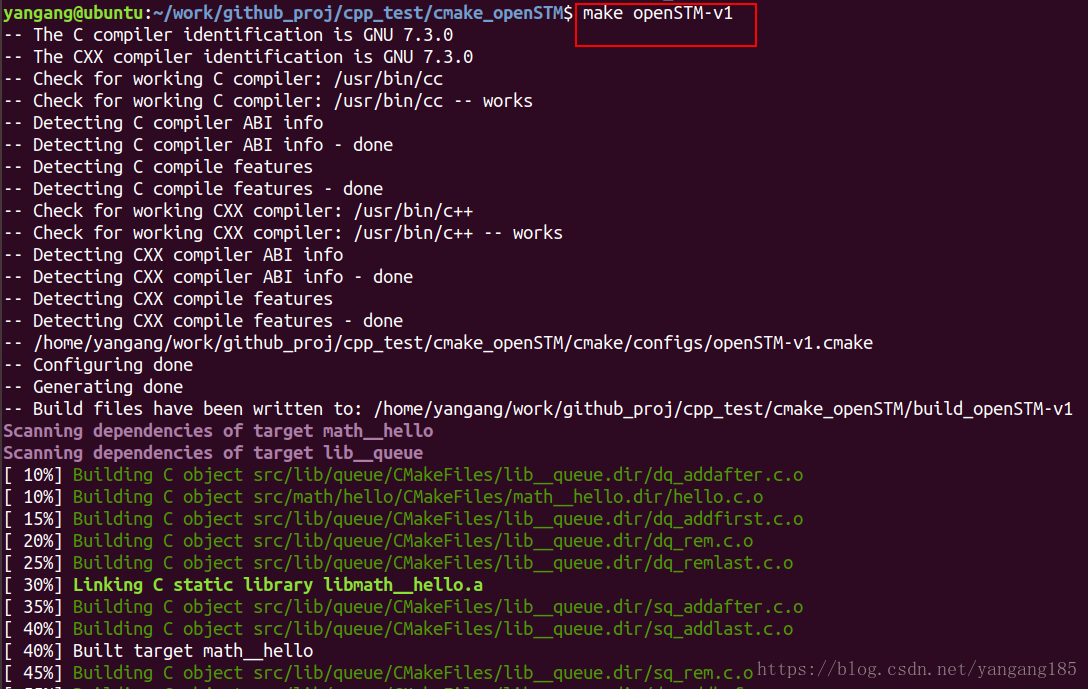 yangang@ubuntu:~/work/github_proj/cpp_test/cmake_openSTM$ make openSTM-v1
-- The C compiler identification is GNU 7.3.0
-- The CXX compiler identification is GNU 7.3.0
-- Check for working C compiler: /usr/bin/cc
-- Check for working C compiler: /usr/bin/cc -- works
-- Detecting C compiler ABI info
-- Detecting C compiler ABI info - done
-- Detecting C compile features
-- Detecting C compile features - done
-- Check for working CXX compiler: /usr/bin/c++
-- Check for working CXX compiler: /usr/bin/c++ -- works
-- Detecting CXX compiler ABI info
-- Detecting CXX compiler ABI info - done
-- Detecting CXX compile features
-- Detecting CXX compile features - done
-- /home/yangang/work/github_proj/cpp_test/cmake_openSTM/cmake/configs/openSTM-v1.cmake
-- Configuring done
-- Generating done
-- Build files have been written to: /home/yangang/work/github_proj/cpp_test/cmake_openSTM/build_openSTM-v1
Scanning dependencies of target math__hello
Scanning dependencies of target lib__queue
[ 10%] Building C object src/lib/queue/CMakeFiles/lib__queue.dir/dq_addafter.c.o
[ 10%] Building C object src/math/hello/CMakeFiles/math__hello.dir/hello.c.o
[ 15%] Building C object src/lib/queue/CMakeFiles/lib__queue.dir/dq_addfirst.c.o
[ 20%] Building C object src/lib/queue/CMakeFiles/lib__queue.dir/dq_rem.c.o
[ 25%] Building C object src/lib/queue/CMakeFiles/lib__queue.dir/dq_remlast.c.o
[ 30%] Linking C static library libmath__hello.a
[ 35%] Building C object src/lib/queue/CMakeFiles/lib__queue.dir/sq_addafter.c.o
[ 40%] Building C object src/lib/queue/CMakeFiles/lib__queue.dir/sq_addlast.c.o
[ 40%] Built target math__hello
[ 45%] Building C object src/lib/queue/CMakeFiles/lib__queue.dir/sq_rem.c.o
https://blog.csdn.net/yangang185